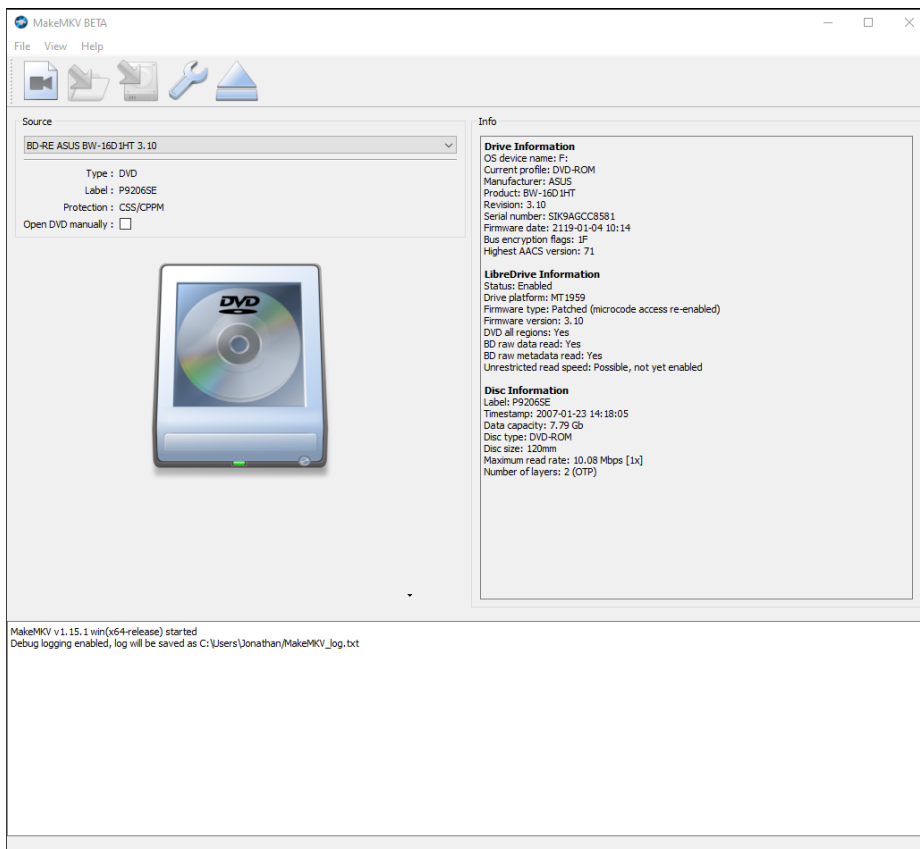 MakeMKV BETA
File View Help
Source
BD-RE ASUS BW-16D1HT 3.10
Type : DVD
Label : P9206SE
Protection : CSS/CPPM
Open DVD manually :
DVD
Info
Drive Information
OS device name: F:
Current profile: DVD-ROM
Manufacturer: ASUS
Product: BW-16D1HT
Revision: 3.10
Serial number: SIK9AGCC8581
Firmware date: 2119-01-04 10:14
Bus encryption flags: 1F
Highest AACS version: 71
LibreDrive Information
Status: Enabled
Drive platform: MT1959
Firmware type: Patched (microcode access re-enabled)
Firmware version: 3.10
DVD all regions: Yes
BD raw data read: Yes
BD raw metadata read: Yes
Unrestricted read speed: Possible, not yet enabled
Disc Information
Label: P9206SE
Timestamp: 2007-01-23 14:18:05
Data capacity: 7.79 Gb
Disc type: DVD-ROM
Disc size: 120mm
Maximum read rate: 10.08 Mbps [1x]
Number of layers: 2 (OTP)
MakeMKV v1.15.1 win(x64-release) started
Debug logging enabled, log will be saved as C:\Users\Jonathan/MakeMKV_log.txt